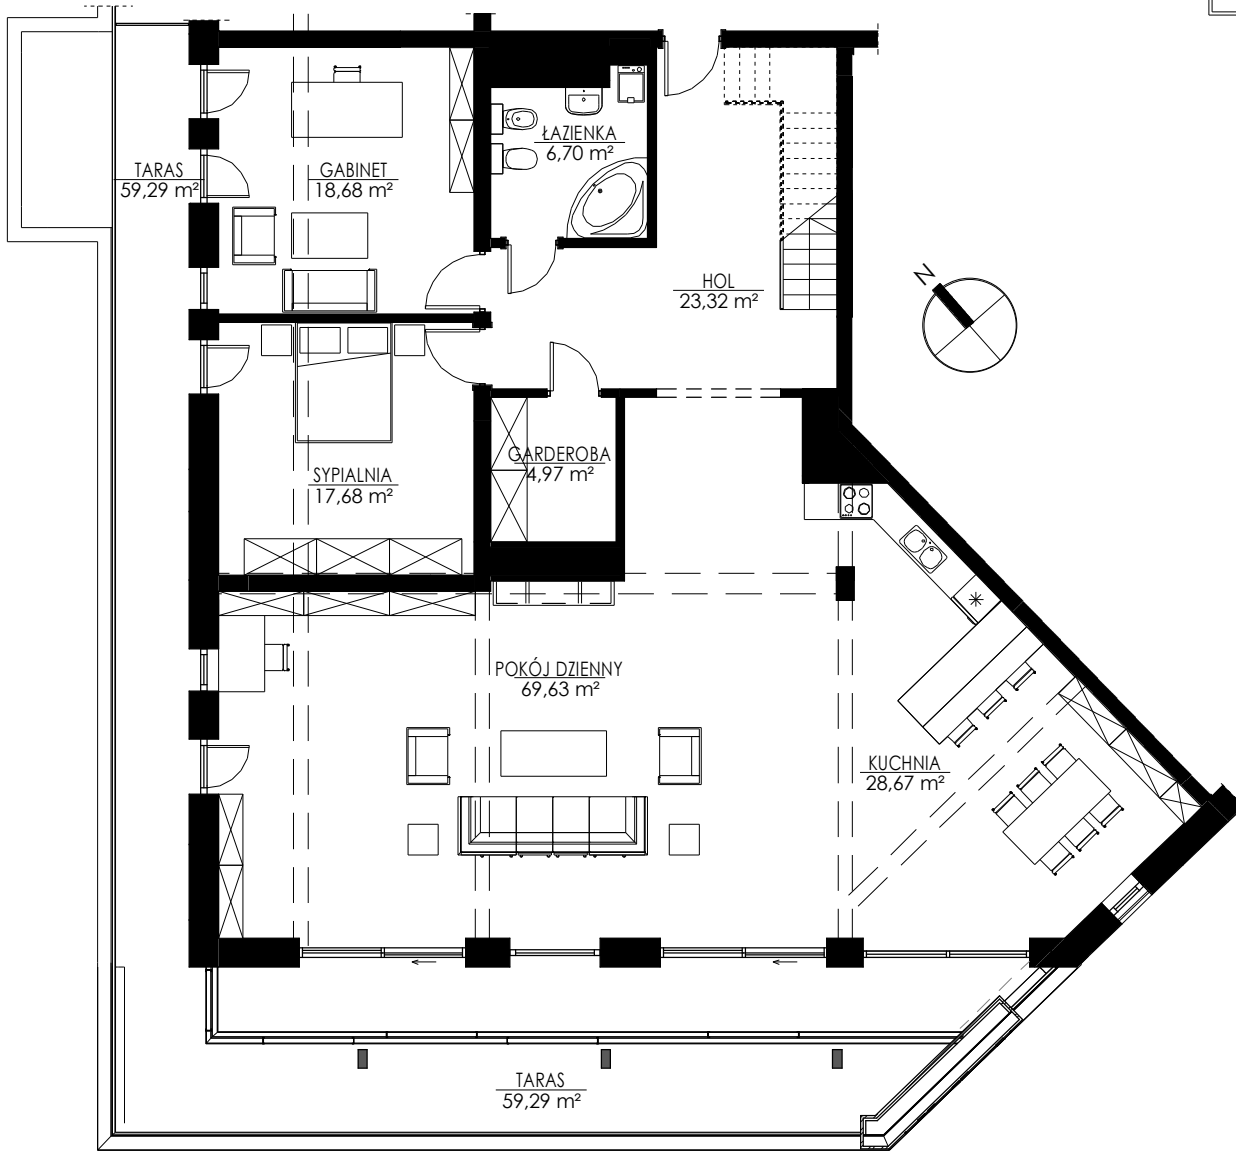 ŁAZIENKA
6,70 m²
TARAS
59,29 m²
GABINET
18,68 m²
HOL
23,32 m²
N
GARDEROBA
4,97 m²
SYPIALNIA
17,68 m²
POKÓJ DZIENNY
69,63 m²
KUCHNIA
28,67 m²
TARAS
59,29 m²